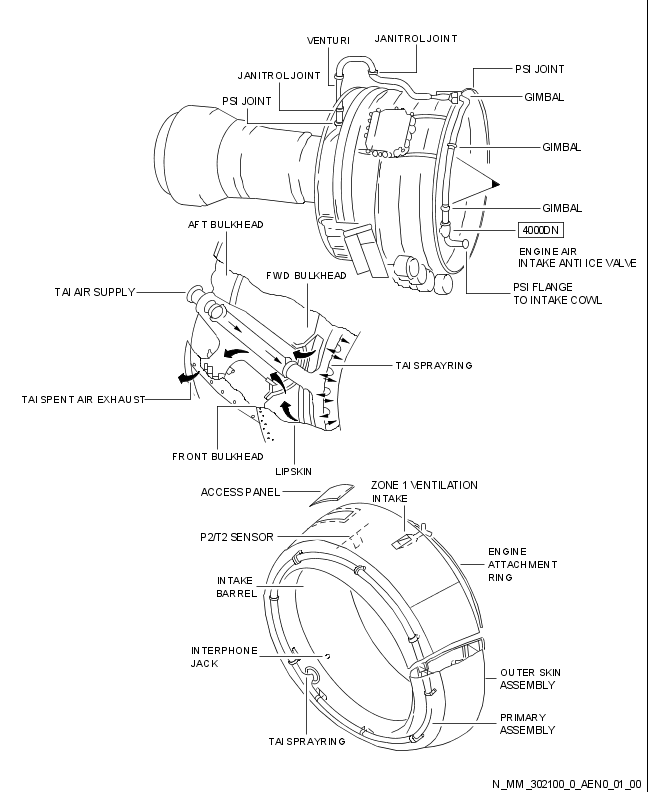 VENTURI
JANITROL JOINT
JANITROL JOINT
PSI JOINT
PSI JOINT
GIMBAL
GIMBAL
GIMBAL
4000DN
ENGINE AIR
INTAKE ANTI ICE VALVE
PSI FLANGE
TO INTAKE COWL
AFT BULKHEAD
FWD BULKHEAD
TAI AIR SUPPLY
TAI SPRAYRING
TAI SPENT AIR EXHAUST
FRONT BULKHEAD
LIPSKIN
ACCESS PANEL
ZONE 1 VENTILATION
INTAKE
P2/T2 SENSOR
ENGINE
ATTACHMENT
RING
INTAKE
BARREL
INTERPHONE
JACK
OUTER SKIN
ASSEMBLY
PRIMARY
ASSEMBLY
TAI SPRAYRING
N_MM_302100_0_AEN0_01_00